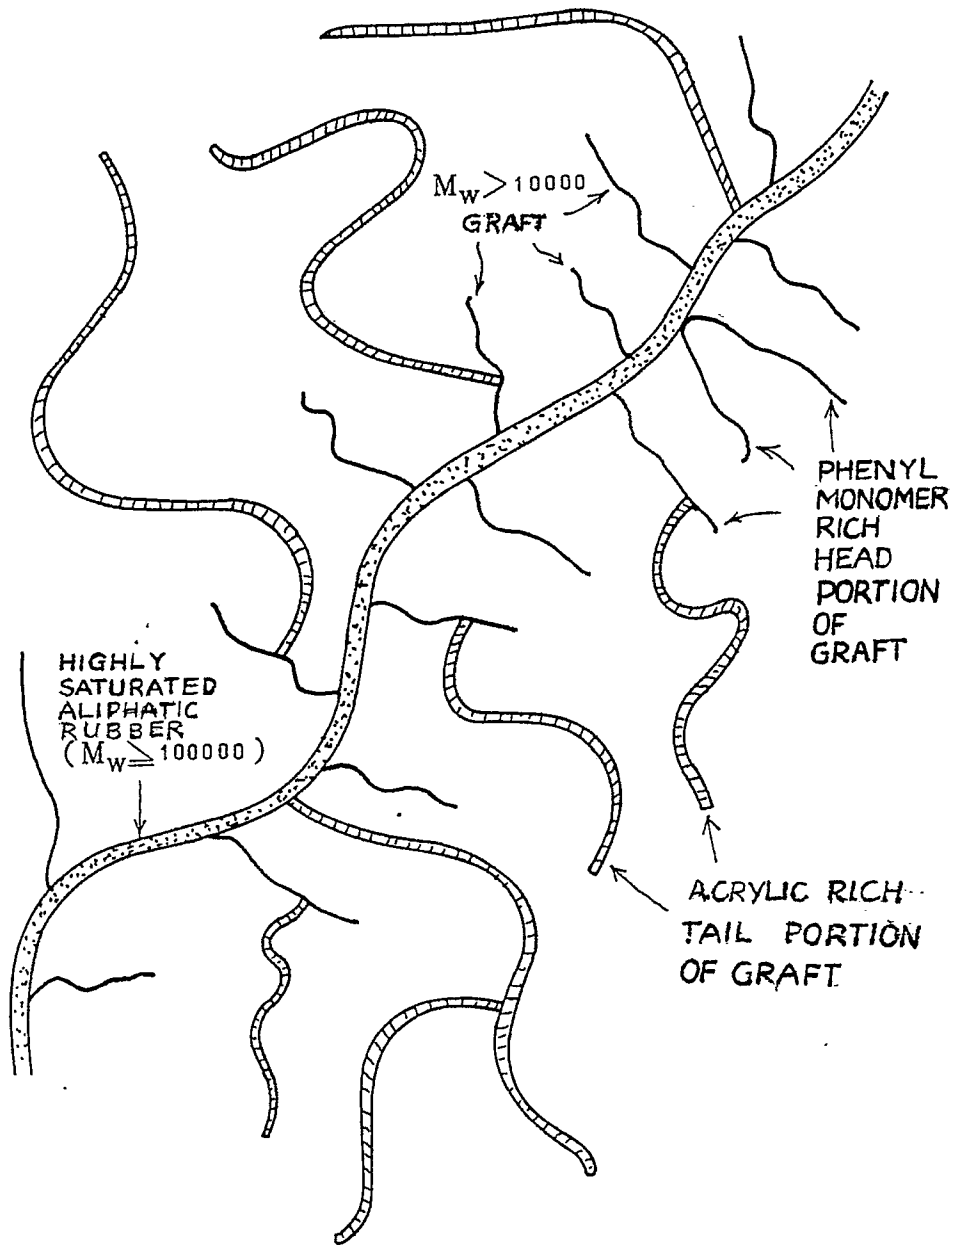 Mw>10000
GRAFT
PHENYL
MONOMER
RICH
HEAD
PORTION
OF
GRAFT
HIGHLY
SATURATED
ALIPHATIC
RUBBER
(Mw≧100000)
ACRYLIC RICH
TAIL PORTION
OF GRAFT